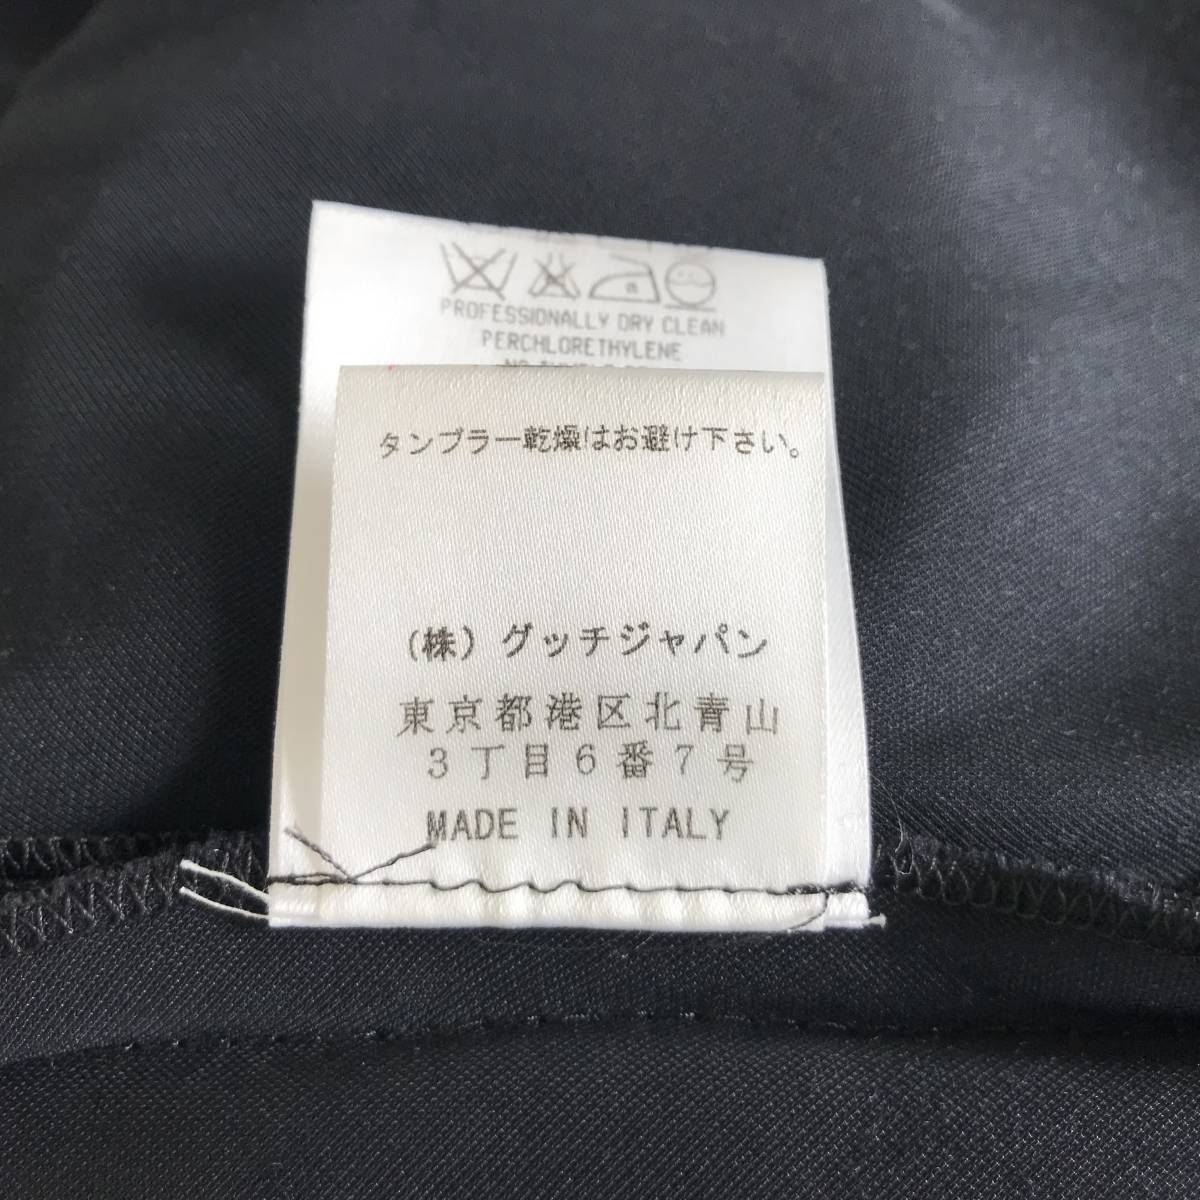 PROFESSIONALLY DRY CLEAN
PERCHLORETHYLENE
タンブラー乾燥はお避け下さい。
(株) グッチジャパン
東京都港区北青山
3丁目6番7号
MADE IN ITALY